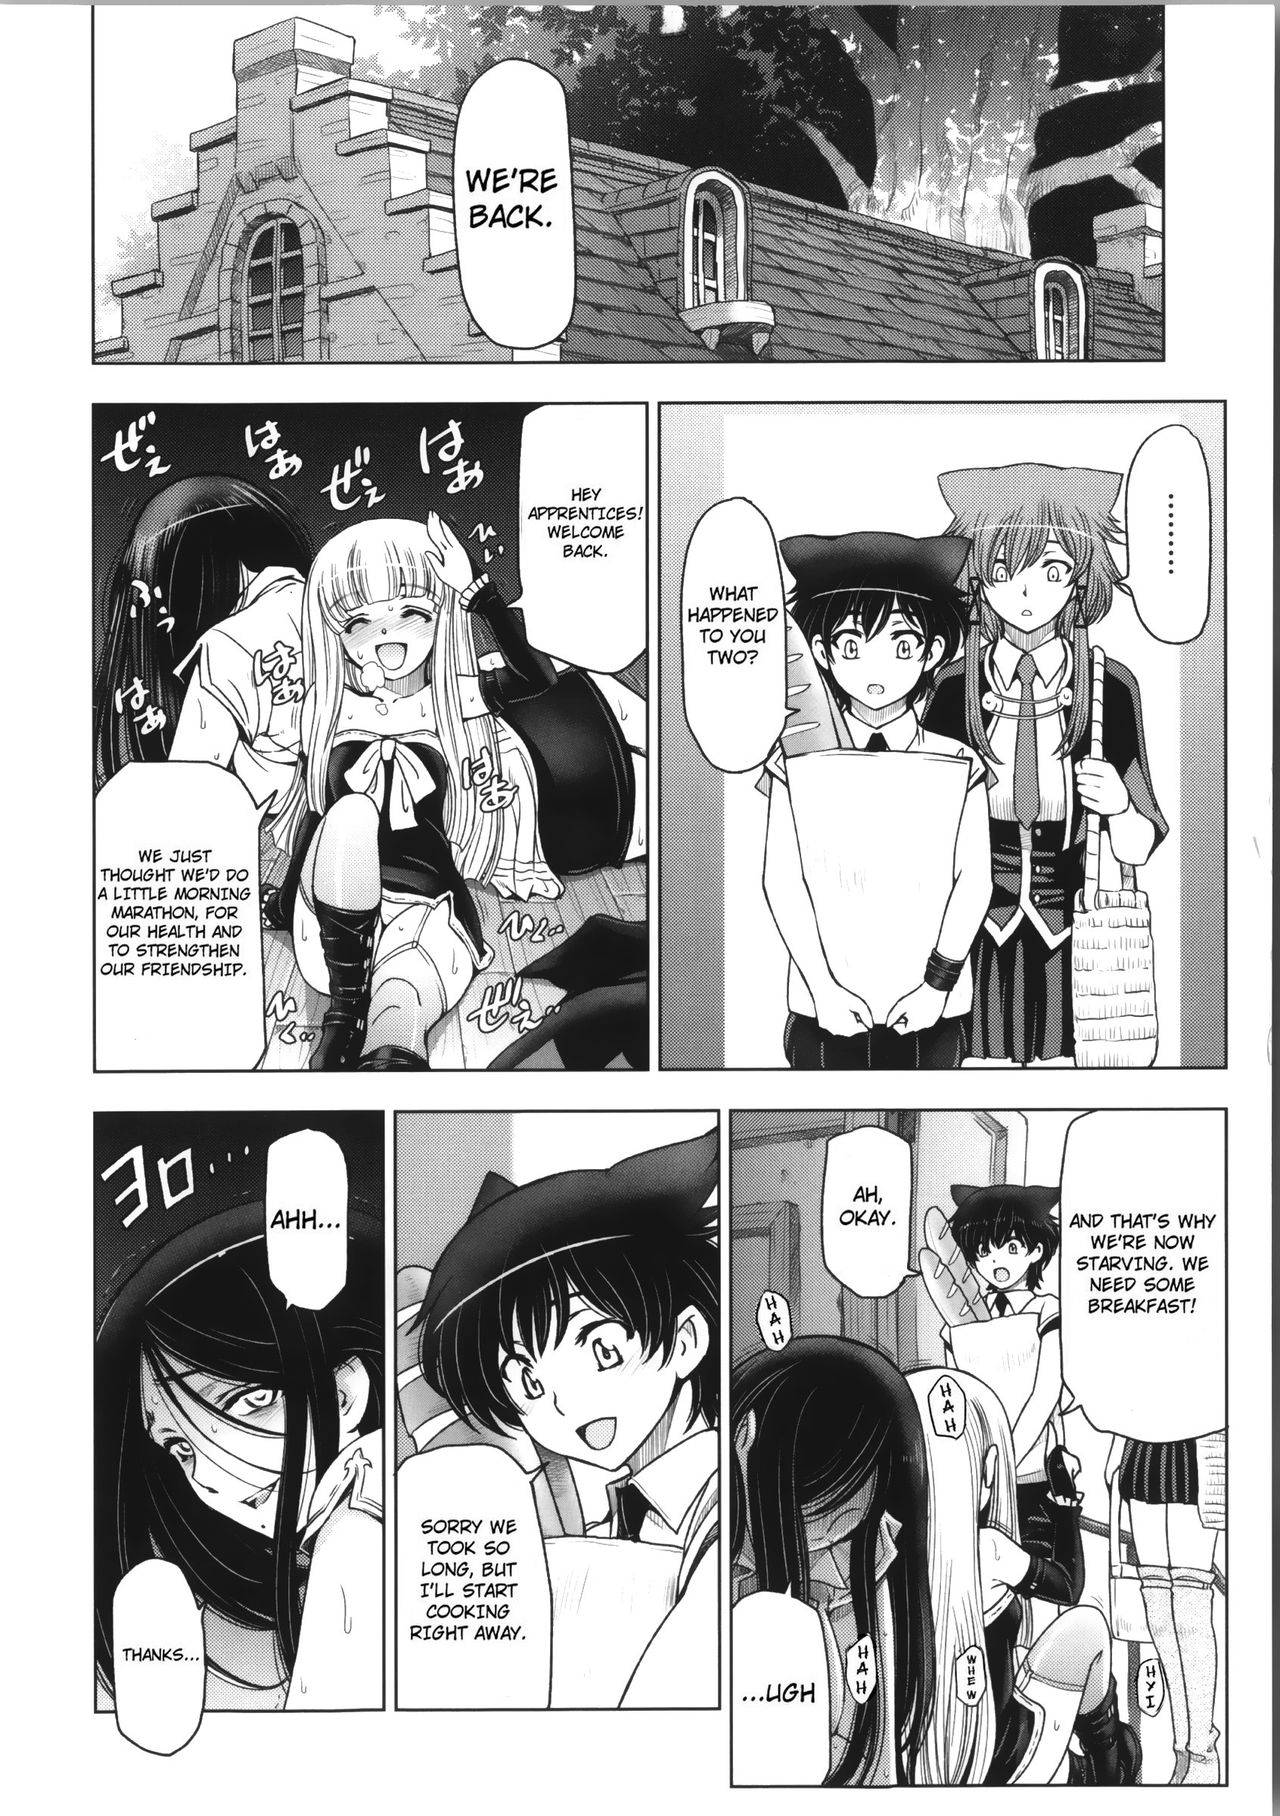 WE'RE
BACK.
.........
WHAT
HAPPENED
TO YOU
TWO?
HEY
APPRENTICES!
WELCOME
BACK.
はぁ
ぜぇ
はぁ
ぜぇ
ひぃ
ふぅ
はぁ
はぁ
はぁ
WE JUST
THOUGHT WE'D DO
A LITTLE MORNING
MARATHON, FOR
OUR HEALTH AND
TO STRENGTHEN
OUR FRIENDSHIP.
ひぃ‥
ぜぇ‥
ひぃ‥
AND THAT'S WHY
WE'RE NOW
STARVING. WE
NEED SOME
BREAKFAST!
AH,
OKAY.
HAH
HAH
HAH
WHEW
HYI
...UGH
SORRY WE
TOOK SO
LONG, BUT
I'LL START
COOKING
RIGHT AWAY.
ヨロ‥‥
AHH...
THANKS...